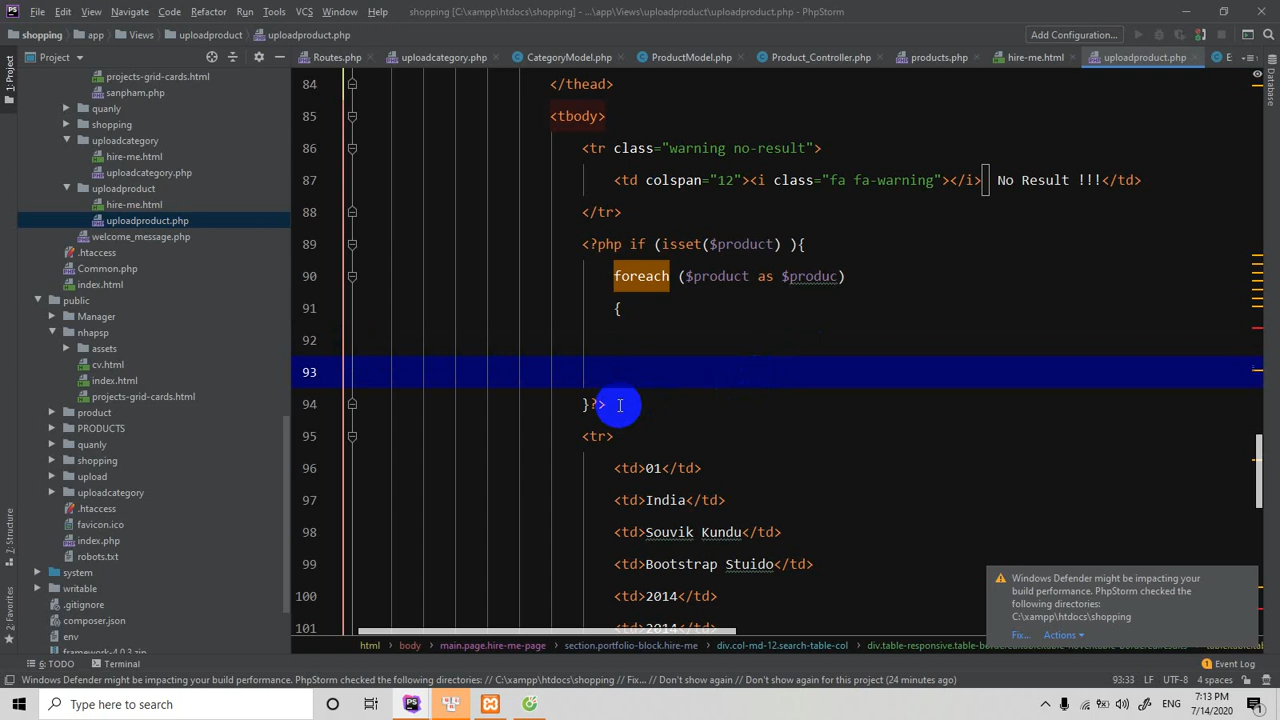 File Edit View Navigate Code Refactor Run Tools VCS Window Help shopping [C:\xampp\htdocs\shopping] - ...\app\Views\uploadproduct.php - PhpStorm
shopping app Views uploadproduct uploadproduct.php Add Configuration...
Project Routes.php uploadcategory.php CategoryModel.php ProductModel.php Product_Controller.php products.php hire-me.html uploadproduct.php E
1: Project
Database
projects-grid-cards.html
sanpham.php
quanly
shopping
uploadcategory
hire-me.html
uploadcategory.php
uploadproduct
hire-me.html
uploadproduct.php
welcome_message.php
.htaccess
Common.php
index.html
public
Manager
nhapsp
assets
cv.html
index.html
projects-grid-cards.html
product
PRODUCTS
quanly
shopping
upload
uploadcategory
.htaccess
favicon.ico
index.php
robots.txt
system
writable
.gitignore
composer.json
env
7: Structure
2: Favorites
84 </thead>
85 <tbody>
86 <tr class="warning no-result">
87 <td colspan="12"><i class="fa fa-warning"></i> No Result !!!</td>
88 </tr>
89 <?php if (isset($product) ){
90 foreach ($product as $produc)
91 {
92
93
94 }?>
95 <tr>
96 <td>01</td>
97 <td>India</td>
98 <td>Souvik Kundu</td>
99 <td>Bootstrap Stuido</td>
100 <td>2014</td>
101 <td>2014</td>
Windows Defender might be impacting your
build performance. PhpStorm checked the
following directories:
C:\xampp\htdocs\shopping
Fix... Actions
html body main.page.hire-me-page section.portfolio-block.hire-me div.col-md-12.search-table-col
6: TODO Terminal 1 Event Log
Windows Defender might be impacting your build performance. PhpStorm checked the following directories: // C:\xampp\htdocs\shopping // Fix... // Don't show again // Don't show again for this project (24 minutes ago) 93:33 LF UTF-8 4 spaces
Type here to search ENG 7:13 PM
7/14/2020